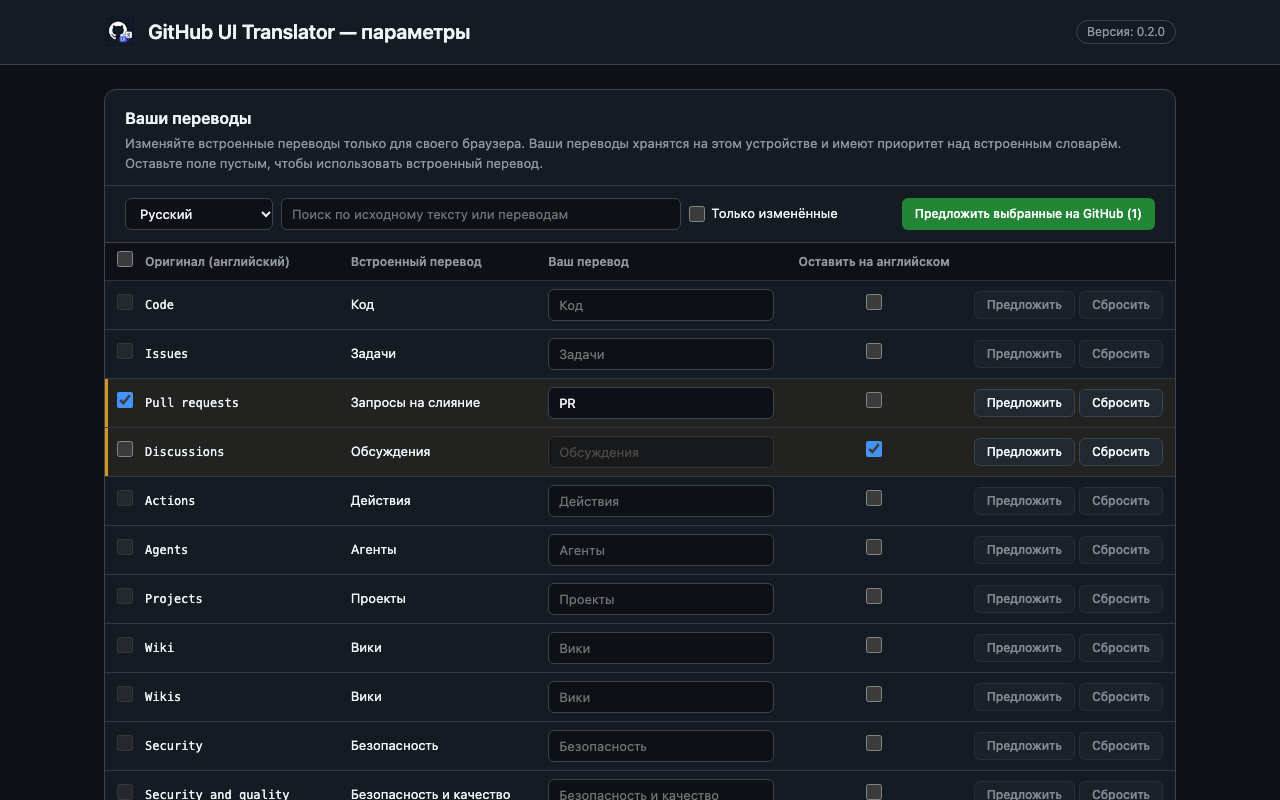 GitHub UI Translator — параметры
Версия: 0.2.0
Ваши переводы
Изменяйте встроенные переводы только для своего браузера. Ваши переводы хранятся на этом устройстве и имеют приоритет над встроенным словарём.
Оставьте поле пустым, чтобы использовать встроенный перевод.
Русский Поиск по исходному тексту или переводам Только изменённые Предложить выбранные на GitHub (1)
Оригинал (английский) Встроенный перевод Ваш перевод Оставить на английском
Code Код Код Предложить Сбросить
Issues Задачи Задачи Предложить Сбросить
Pull requests Запросы на слияние PR Предложить Сбросить
Discussions Обсуждения Обсуждения Предложить Сбросить
Actions Действия Действия Предложить Сбросить
Agents Агенты Агенты Предложить Сбросить
Projects Проекты Проекты Предложить Сбросить
Wiki Вики Вики Предложить Сбросить
Wikis Вики Вики Предложить Сбросить
Security Безопасность Безопасность Предложить Сбросить
Security and quality Безопасность и качество Безопасность и качество Предложить Сбросить